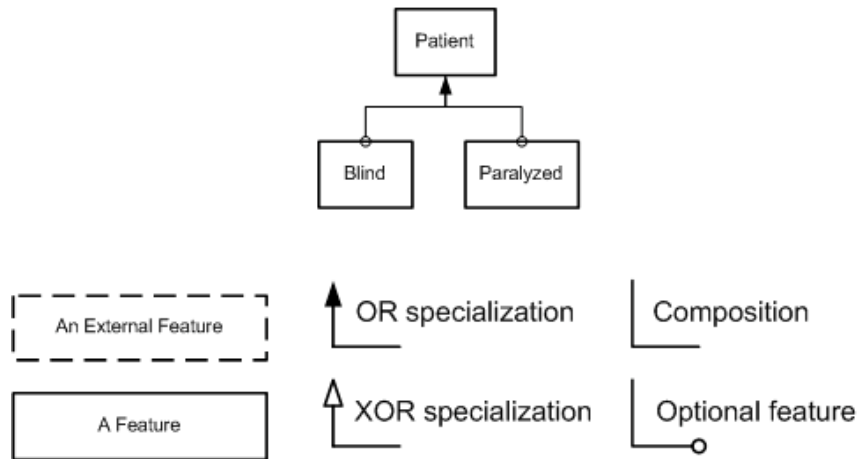 Patient
Blind
Paralyzed
An External Feature
OR specialization
Composition
A Feature
XOR specialization
Optional feature